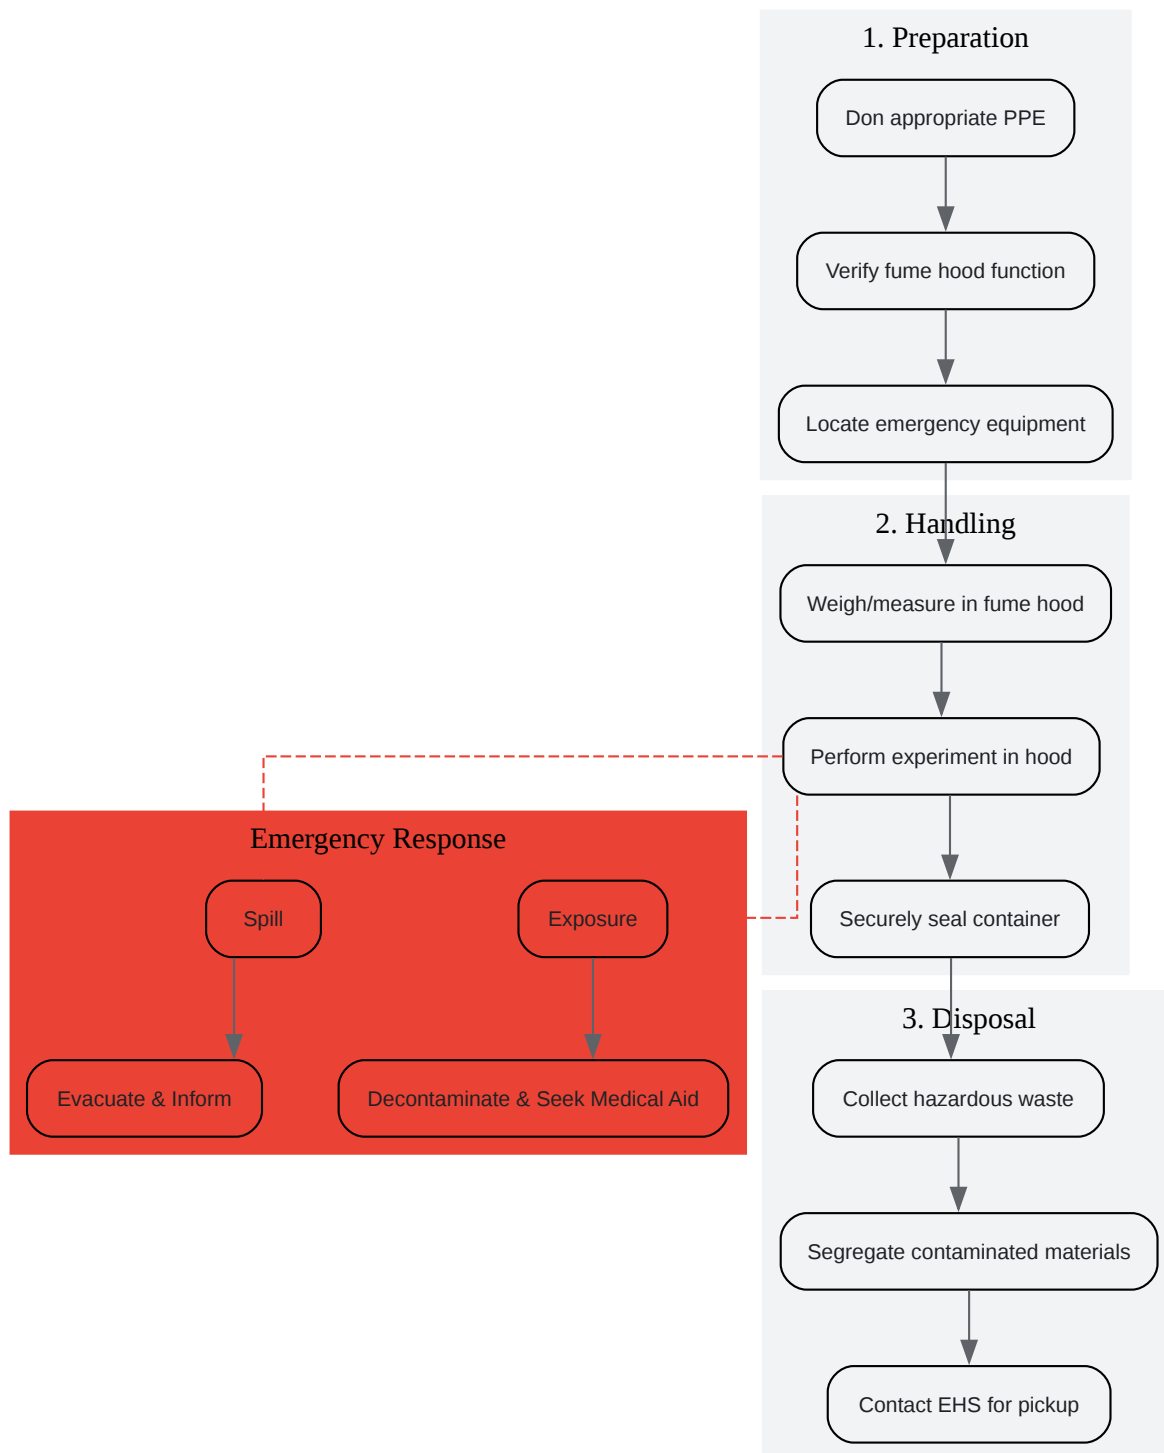 1. Preparation
Don appropriate PPE
Verify fume hood function
Locate emergency equipment
2. Handling
Weigh/measure in fume hood
Perform experiment in hood
Securely seal container
Emergency Response
Spill
Exposure
Evacuate & Inform
Decontaminate & Seek Medical Aid
3. Disposal
Collect hazardous waste
Segregate contaminated materials
Contact EHS for pickup